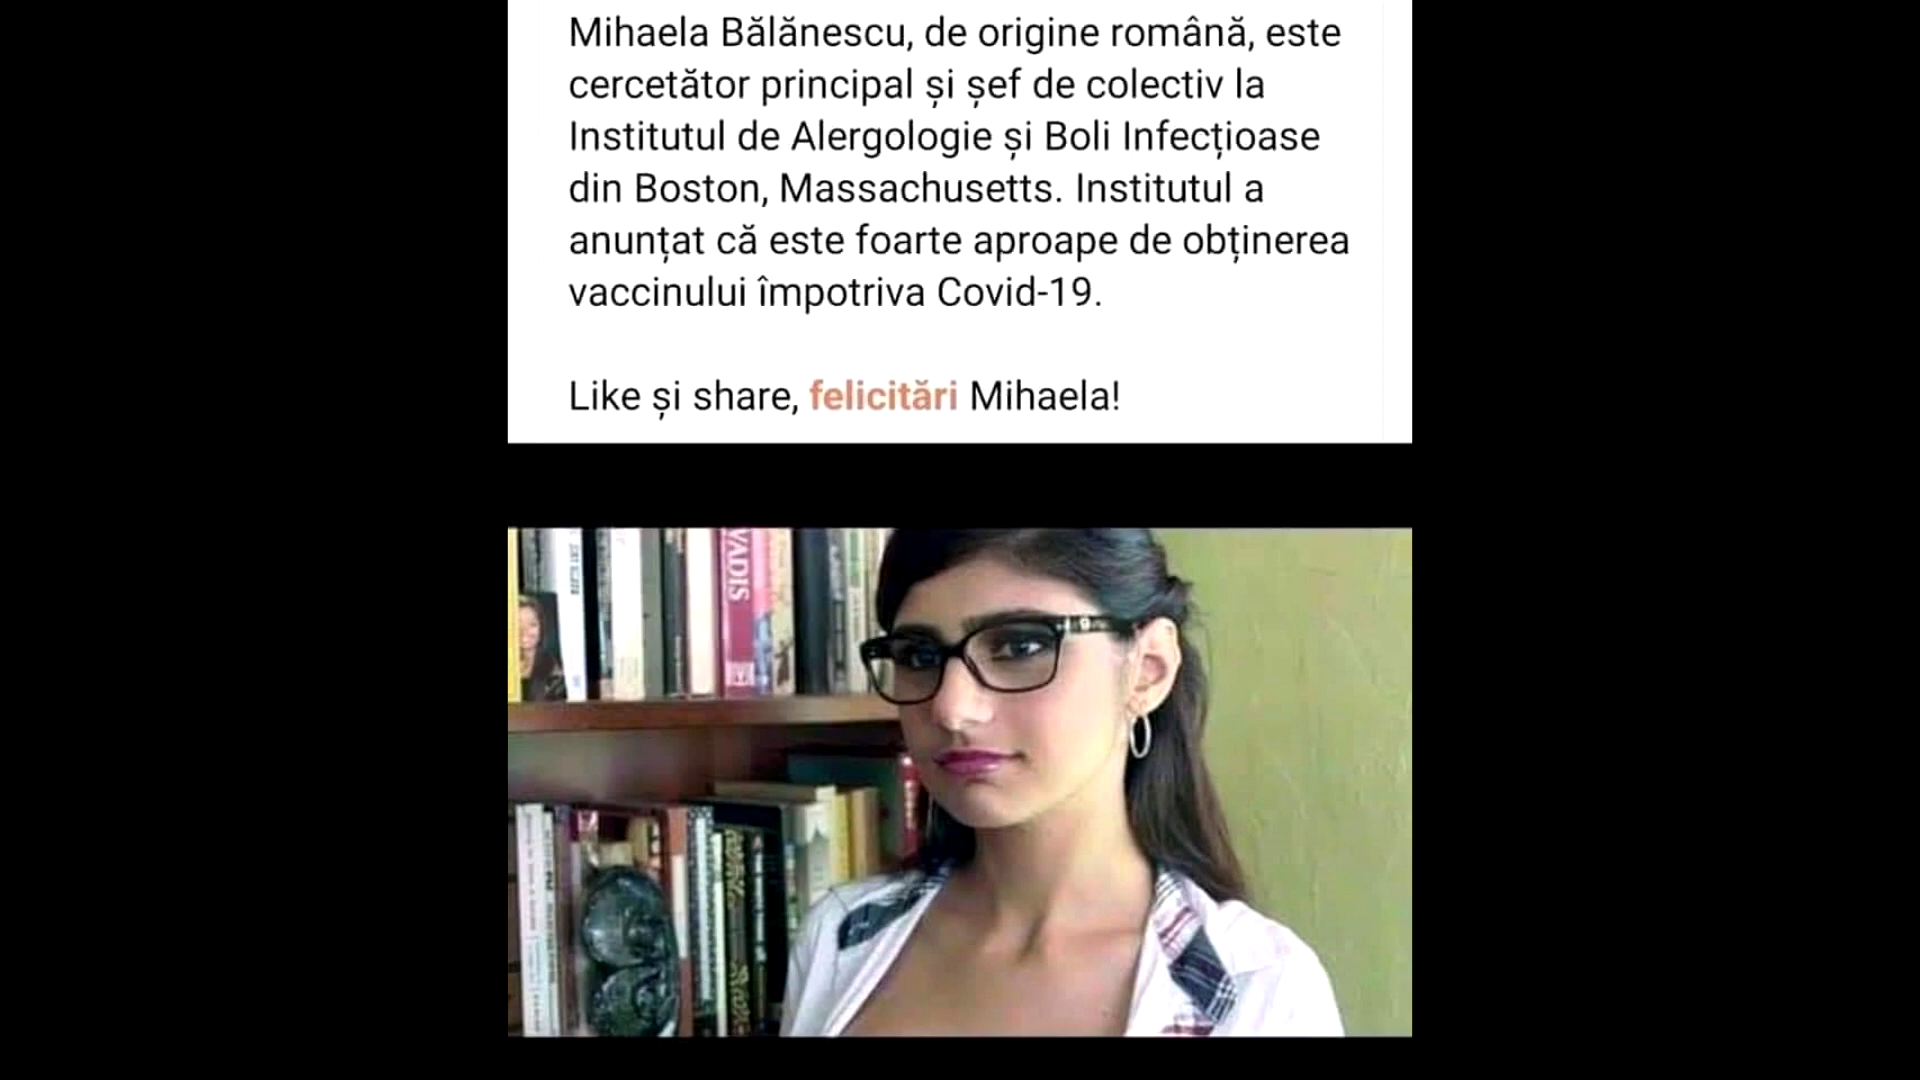 Mihaela Bălănescu, de origine română, este
cercetător principal și șef de colectiv la
Institutul de Alergologie și Boli Infecțioase
din Boston, Massachusetts. Institutul a
anunțat că este foarte aproape de obținerea
vaccinului împotriva Covid-19.
Like și share, felicitări Mihaela!
VADIS